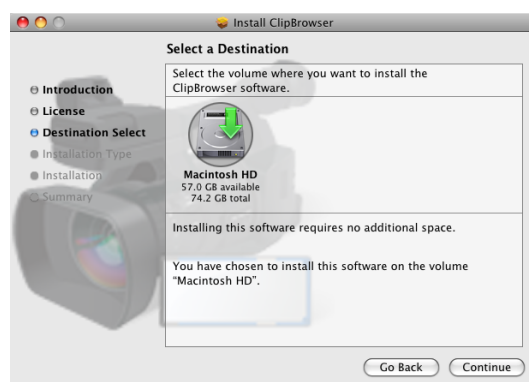 Install ClipBrowser
Select a Destination
Introduction
License
Destination Select
Installation Type
Installation
Summary
Select the volume where you want to install the
ClipBrowser software.
Macintosh HD
57.0 GB available
74.2 GB total
Installing this software requires no additional space.
You have chosen to install this software on the volume
“Macintosh HD”.
Go Back
Continue